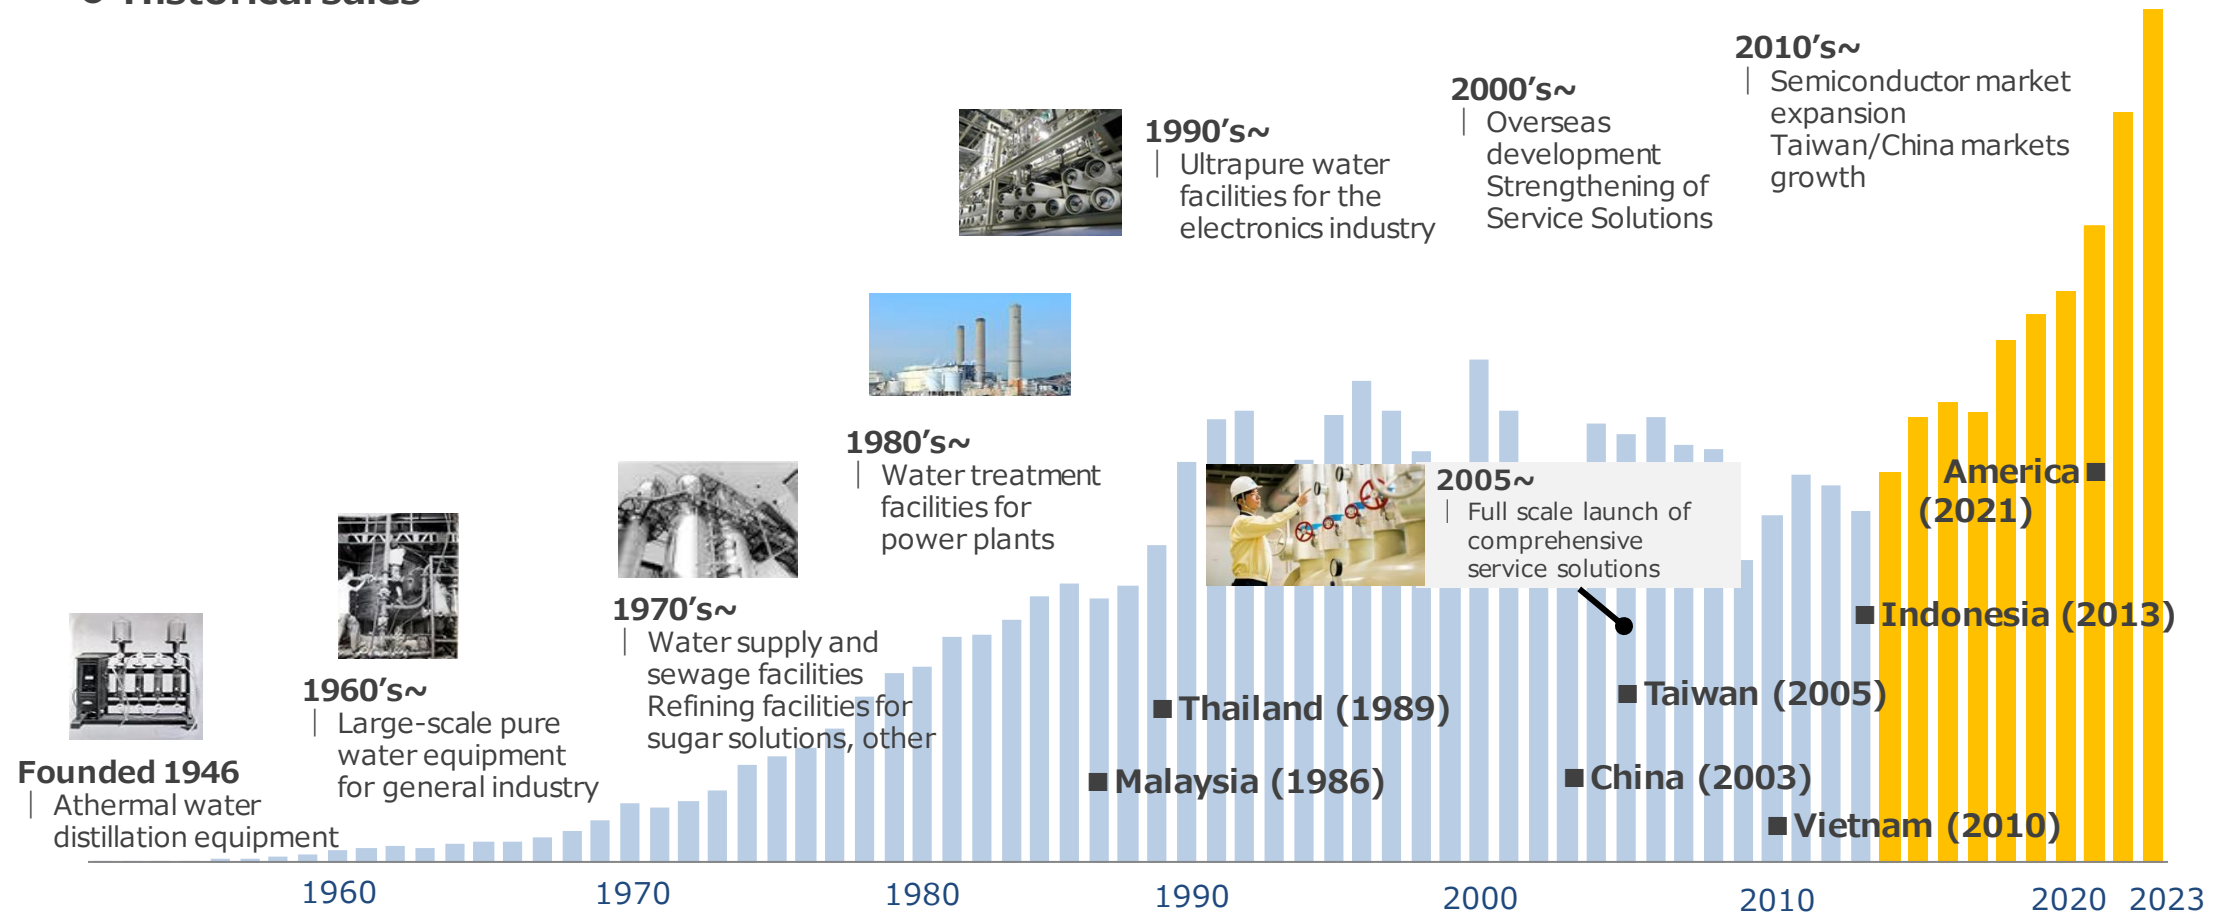 Historical sales
2010’s~
Semiconductor market
expansion
Taiwan/China markets
growth
2000’s~
Overseas
development
Strengthening of
Service Solutions
1990’s~
Ultrapure water
facilities for the
electronics industry
1980’s~
Water treatment
facilities for
power plants
2005~
Full scale launch of
comprehensive
service solutions
1970’s~
Water supply and
sewage facilities
Refining facilities for
sugar solutions, other
1960’s~
Large-scale pure
water equipment
for general industry
Founded 1946
Athermal water
distillation equipment
America
(2021)
Indonesia (2013)
Taiwan (2005)
Thailand (1989)
China (2003)
Malaysia (1986)
Vietnam (2010)
1960 1970 1980 1990 2000 2010 2020 2023